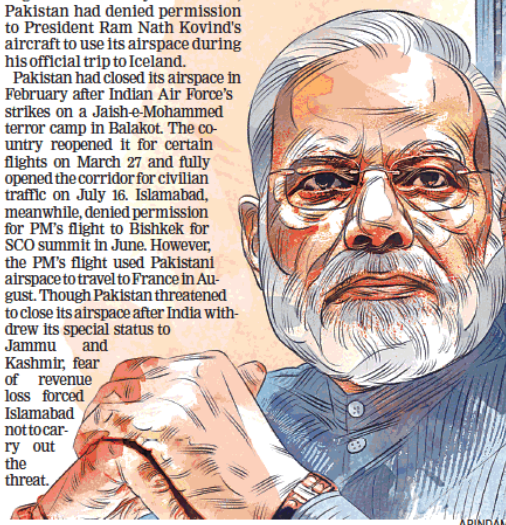 Pakistan had denied permission
to President Ram Nath Kovind's
aircraft to use its airspace during
his official trip to Iceland.
Pakistan had closed its airspace in
February after Indian Air Force's
strikes on a Jaish-e-Mohammed
terror camp in Balakot. The co-
untry reopened it for certain
flights on March 27 and fully
opened the corridor for civilian
traffic on July 16. Islamabad,
meanwhile, denied permission
for PM's flight to Bishkek for
SCO summit in June. However,
the PM's flight used Pakistani
airspace to travel to France in Au-
gust. Though Pakistan threatened
to close its airspace after India with-
drew its special status to
Jammu and
Kashmir, fear
of revenue
loss forced
Islamabad
not to car-
ry out
the
threat.